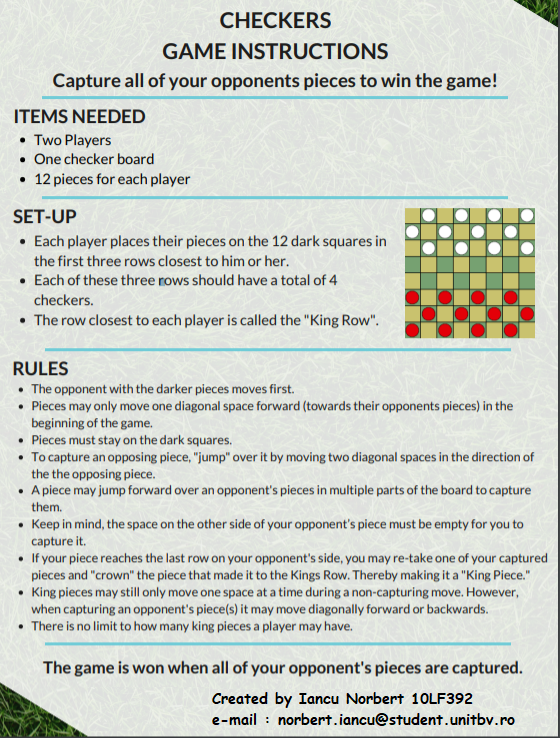 CHECKERS
GAME INSTRUCTIONS
Capture all of your opponents pieces to win the game!
ITEMS NEEDED
• Two Players
• One checker board
• 12 pieces for each player
SET-UP
• Each player places their pieces on the 12 dark squares in
the first three rows closest to him or her.
• Each of these three rows should have a total of 4
checkers.
• The row closest to each player is called the "King Row".
RULES
• The opponent with the darker pieces moves first.
• Pieces may only move one diagonal space forward (towards their opponents pieces) in the
beginning of the game.
• Pieces must stay on the dark squares.
• To capture an opposing piece, "jump" over it by moving two diagonal spaces in the direction of
the the opposing piece.
• A piece may jump forward over an opponent's pieces in multiple parts of the board to capture
them.
• Keep in mind, the space on the other side of your opponent's piece must be empty for you to
capture it.
• If your piece reaches the last row on your opponent's side, you may re-take one of your captured
pieces and "crown" the piece that made it to the Kings Row. Thereby making it a "King Piece."
• King pieces may still only move one space at a time during a non-capturing move. However,
when capturing an opponent's piece(s) it may move diagonally forward or backwards.
• There is no limit to how many king pieces a player may have.
The game is won when all of your opponent's pieces are captured.
Created by Iancu Norbert 10LF392
e-mail : norbert.iancu@student.unitbv.ro